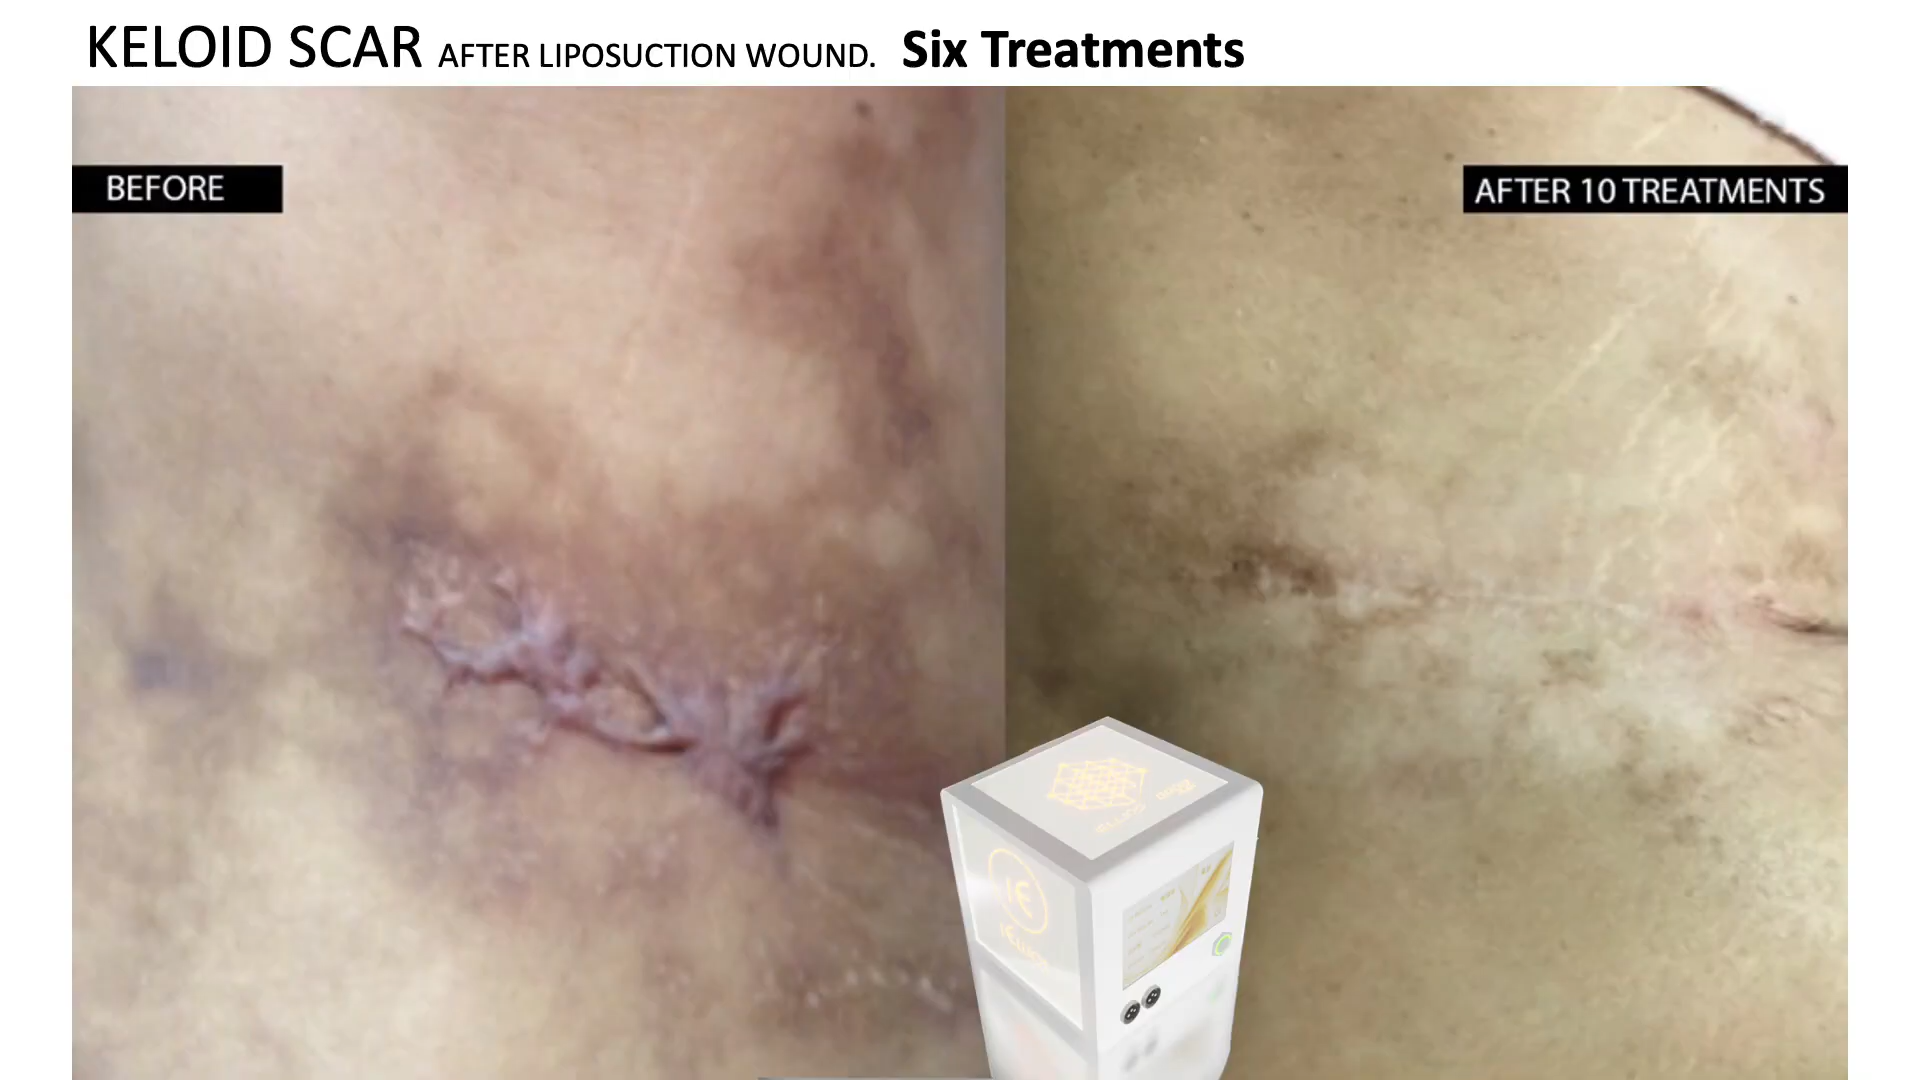 KELOID SCAR AFTER LIPOSUCTION WOUND. Six Treatments
BEFORE
AFTER 10 TREATMENTS